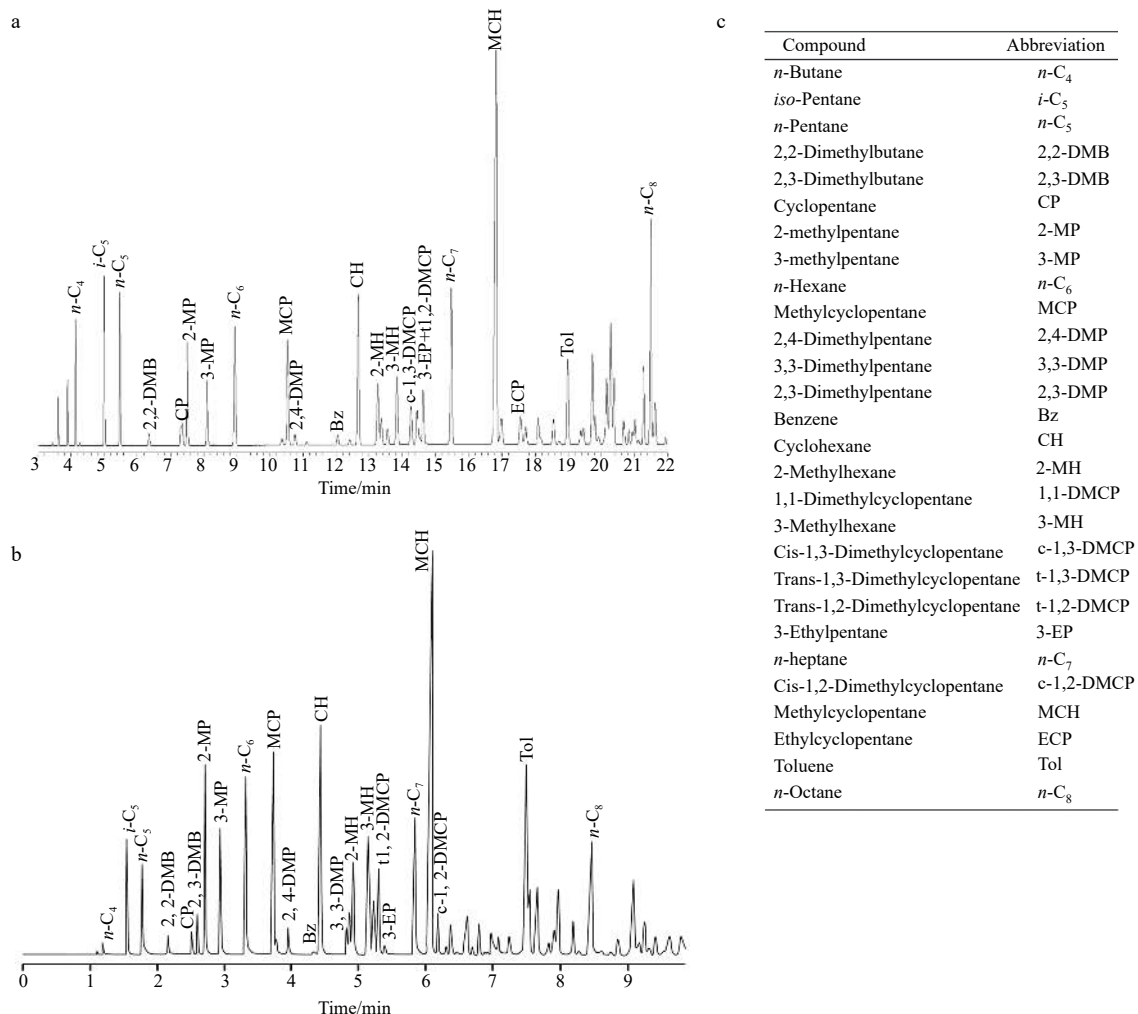 a
n-C4
i-C5
n-C5
2,2-DMB
CP
2-MP
3-MP
n-C6
MCP
2,4-DMP
Bz
CH
2-MH
3-MH
c-1,3-DMCP
3-EP+t1,2-DMCP
n-C7
MCH
ECP
Tol
n-C8
3 4 5 6 7 8 9 10 11 12 13 14 15 16 17 18 19 20 21 22
Time/min
b
n-C4
i-C5
n-C5
2, 2-DMB
CP
2, 3-DMB
2-MP
3-MP
n-C6
MCP
2, 4-DMP
Bz
CH
3, 3-DMP
2-MH
3-MH
t1, 2-DMCP
3-EP
n-C7
MCH
c-1, 2-DMCP
Tol
n-C8
0 1 2 3 4 5 6 7 8 9
Time/min
c
Compound Abbreviation
n-Butane n-C4
iso-Pentane i-C5
n-Pentane n-C5
2,2-Dimethylbutane 2,2-DMB
2,3-Dimethylbutane 2,3-DMB
Cyclopentane CP
2-methylpentane 2-MP
3-methylpentane 3-MP
n-Hexane n-C6
Methylcyclopentane MCP
2,4-Dimethylpentane 2,4-DMP
3,3-Dimethylpentane 3,3-DMP
2,3-Dimethylpentane 2,3-DMP
Benzene Bz
Cyclohexane CH
2-Methylhexane 2-MH
1,1-Dimethylcyclopentane 1,1-DMCP
3-Methylhexane 3-MH
Cis-1,3-Dimethylcyclopentane c-1,3-DMCP
Trans-1,3-Dimethylcyclopentane t-1,3-DMCP
Trans-1,2-Dimethylcyclopentane t-1,2-DMCP
3-Ethylpentane 3-EP
n-heptane n-C7
Cis-1,2-Dimethylcyclopentane c-1,2-DMCP
Methylcyclopentane MCH
Ethylcyclopentane ECP
Toluene Tol
n-Octane n-C8